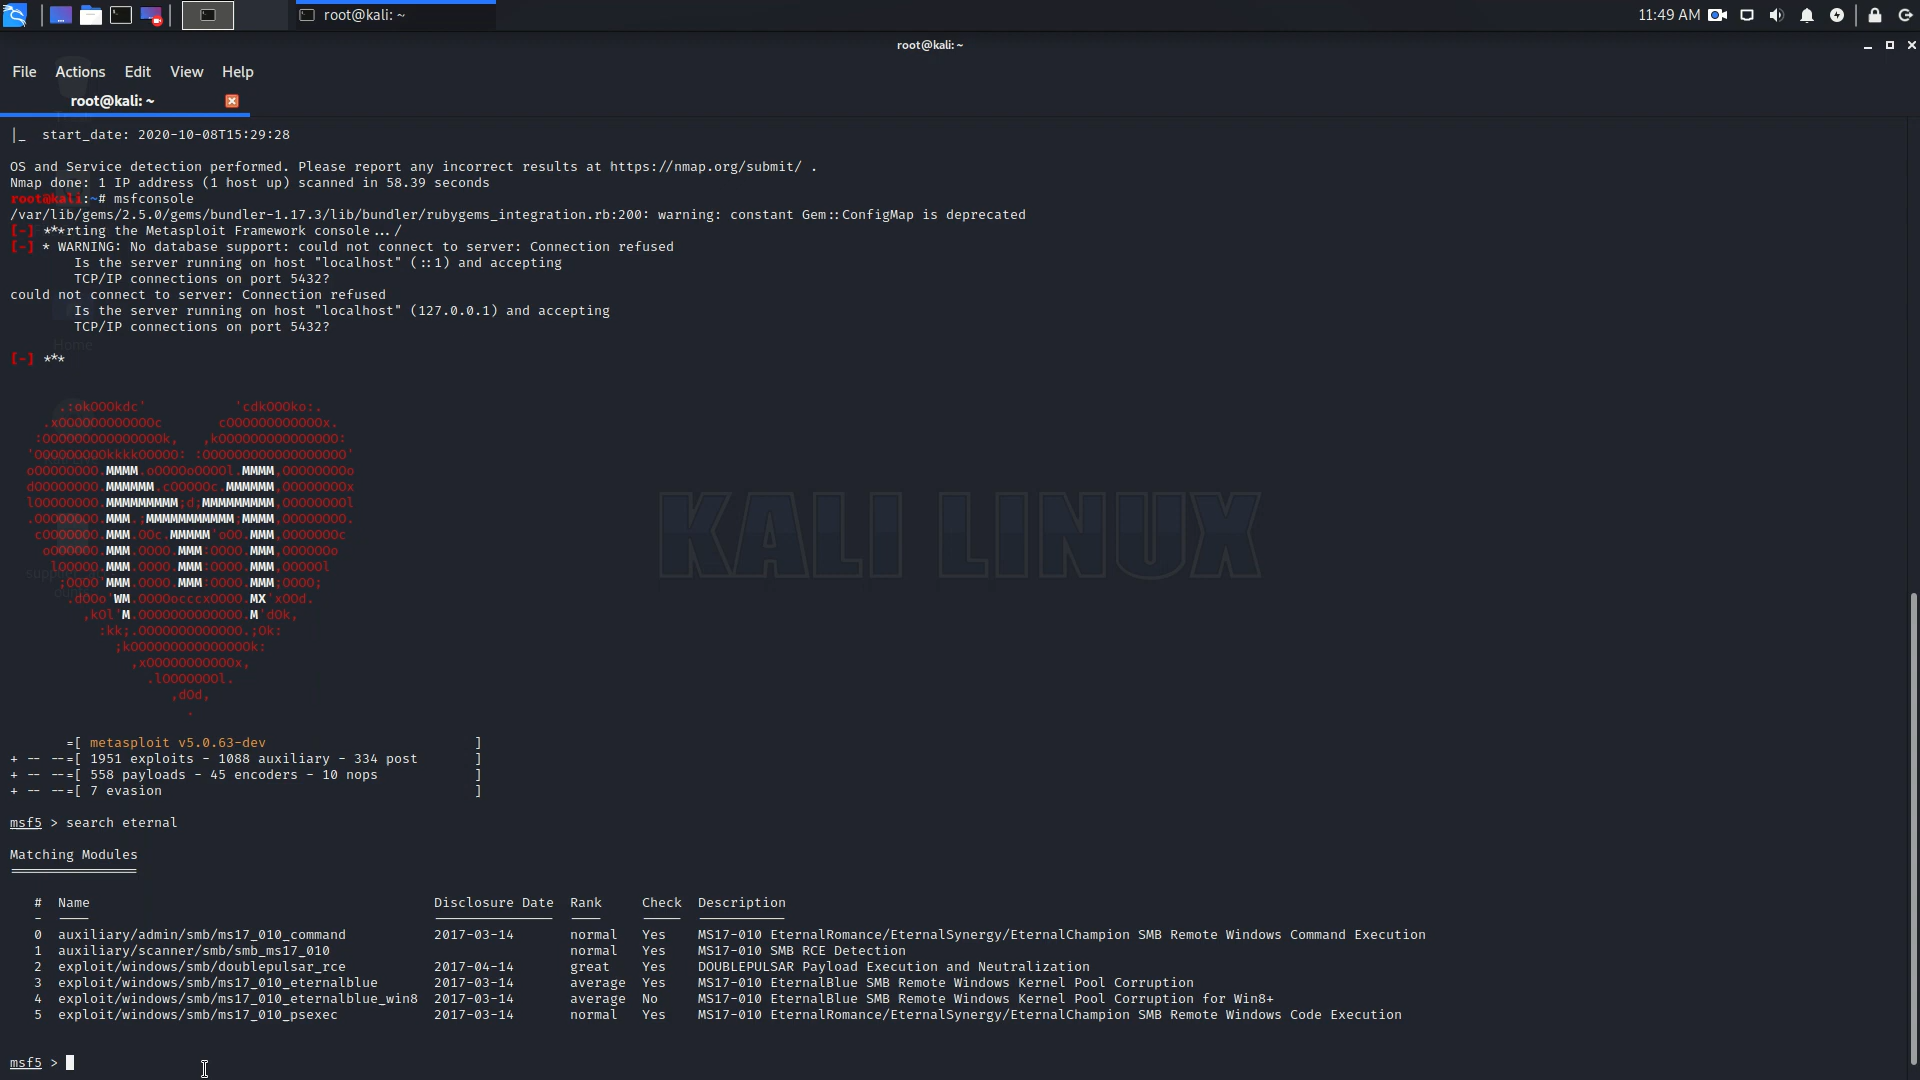 root@kali: ~
11:49 AM
root@kali: ~
File Actions Edit View Help
root@kali: ~
|_ start_date: 2020-10-08T15:29:28
OS and Service detection performed. Please report any incorrect results at https://nmap.org/submit/ .
Nmap done: 1 IP address (1 host up) scanned in 58.39 seconds
root@kali:~# msfconsole
/var/lib/gems/2.5.0/gems/bundler-1.17.3/lib/bundler/rubygems_integration.rb:200: warning: constant Gem::ConfigMap is deprecated
[-] ***rting the Metasploit Framework console.../
[-] * WARNING: No database support: could not connect to server: Connection refused
Is the server running on host "localhost" (::1) and accepting
TCP/IP connections on port 5432?
could not connect to server: Connection refused
Is the server running on host "localhost" (127.0.0.1) and accepting
TCP/IP connections on port 5432?
Home
[-] ***
KALI LINUX
=[ metasploit v5.0.63-dev ]
+ -- --=[ 1951 exploits - 1088 auxiliary - 334 post ]
+ -- --=[ 558 payloads - 45 encoders - 10 nops ]
+ -- --=[ 7 evasion ]
msf5 > search eternal
Matching Modules
================
# Name Disclosure Date Rank Check Description
- ---- --------------- ---- ----- -----------
0 auxiliary/admin/smb/ms17_010_command 2017-03-14 normal Yes MS17-010 EternalRomance/EternalSynergy/EternalChampion SMB Remote Windows Command Execution
1 auxiliary/scanner/smb/smb_ms17_010 normal Yes MS17-010 SMB RCE Detection
2 exploit/windows/smb/doublepulsar_rce 2017-04-14 great Yes DOUBLEPULSAR Payload Execution and Neutralization
3 exploit/windows/smb/ms17_010_eternalblue 2017-03-14 average Yes MS17-010 EternalBlue SMB Remote Windows Kernel Pool Corruption
4 exploit/windows/smb/ms17_010_eternalblue_win8 2017-03-14 average No MS17-010 EternalBlue SMB Remote Windows Kernel Pool Corruption for Win8+
5 exploit/windows/smb/ms17_010_psexec 2017-03-14 normal Yes MS17-010 EternalRomance/EternalSynergy/EternalChampion SMB Remote Windows Code Execution
msf5 >